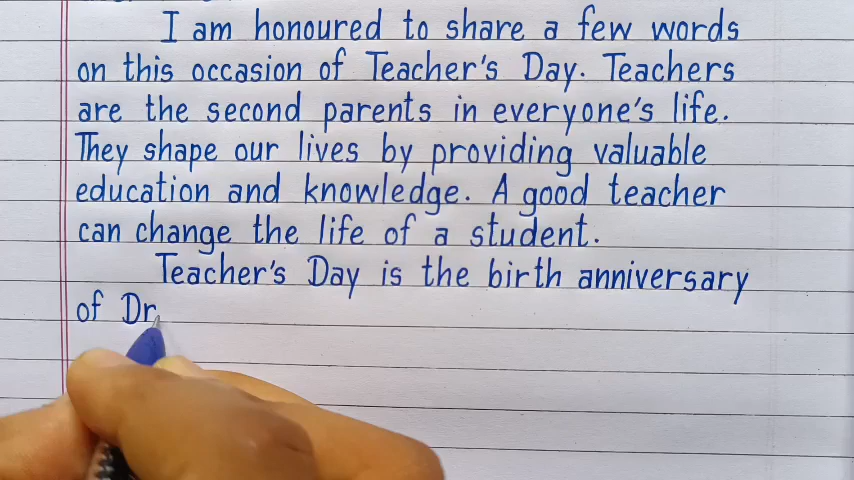 I am honoured to share a few words
on this occasion of Teacher's Day. Teachers
are the second parents in everyone's life.
They shape our lives by providing valuable
education and knowledge. A good teacher
can change the life of a student.
Teacher's Day is the birth anniversary
of Dr